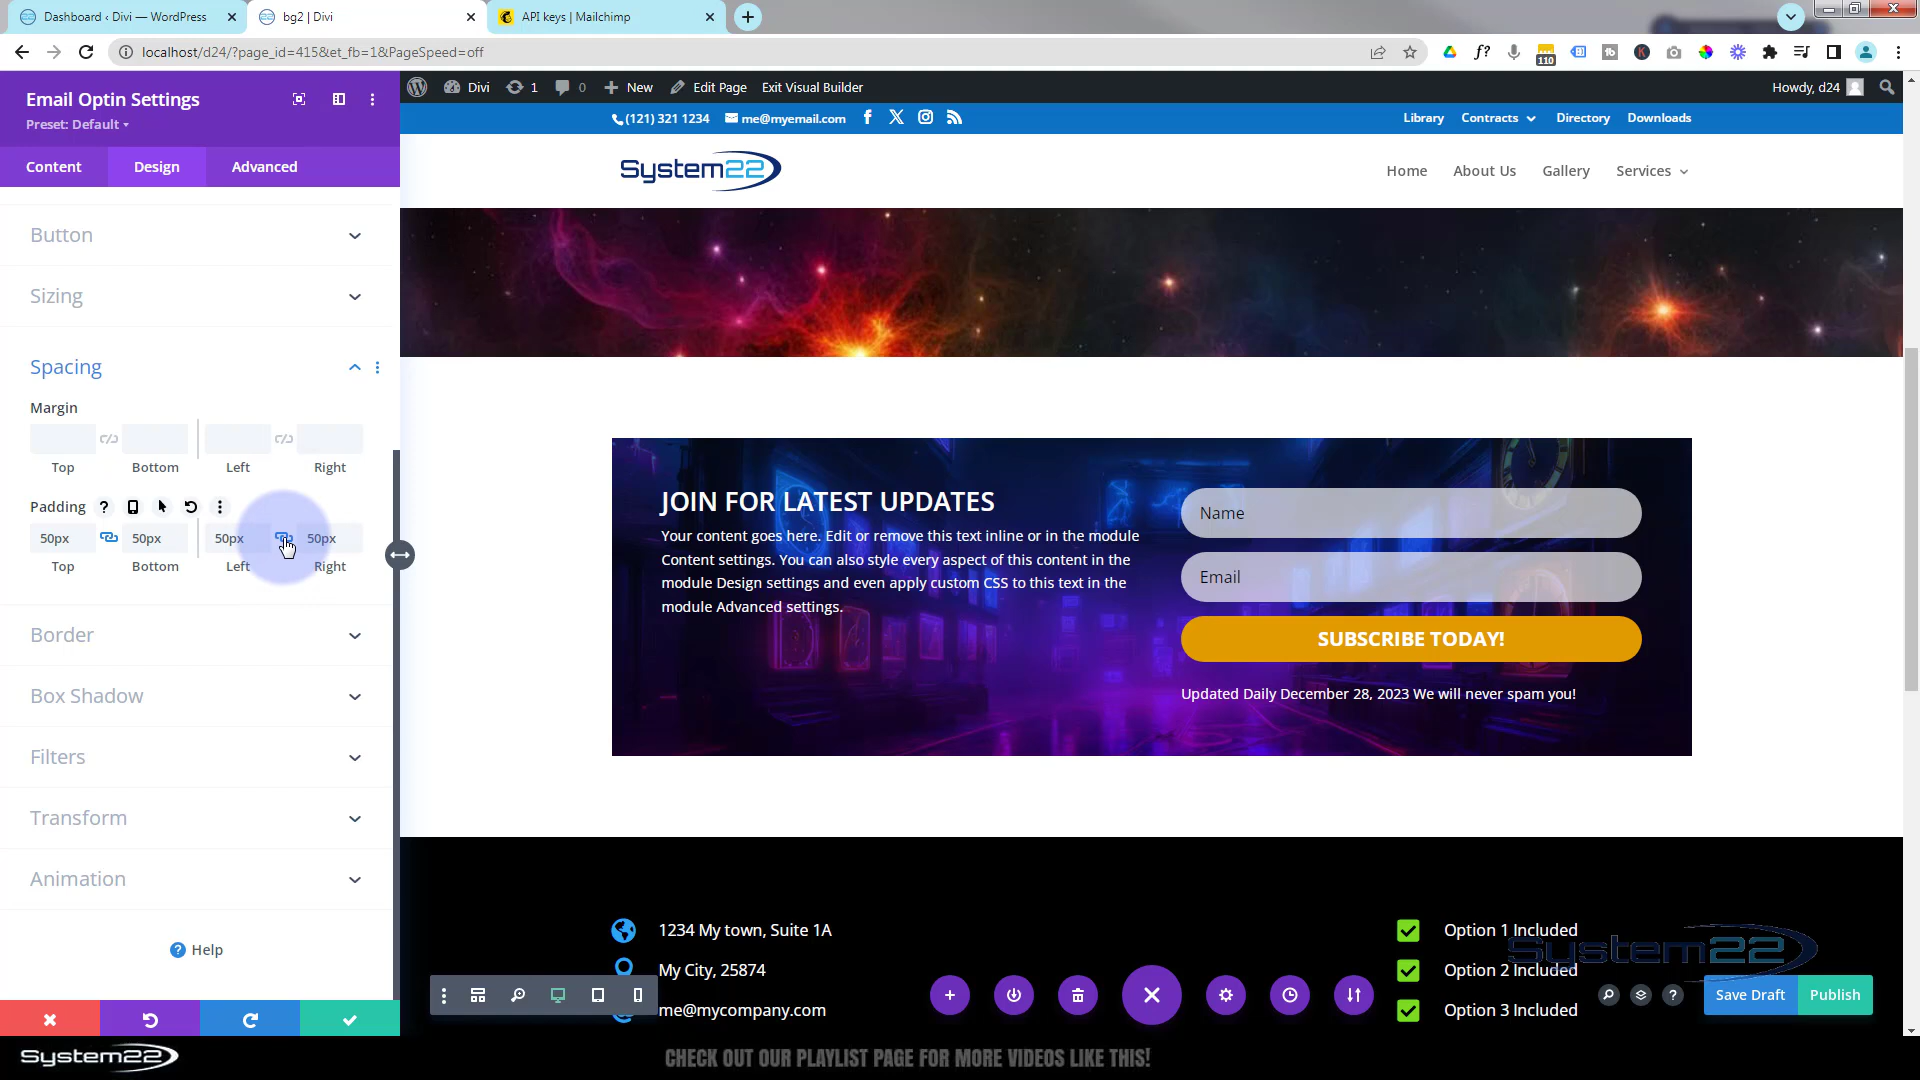 Dashboard ‹ Divi — WordPress
bg2 | Divi
API keys | Mailchimp
localhost/d24/?page_id=415&et_fb=1&PageSpeed=off
110
Email Optin Settings
Preset: Default
Content
Design
Advanced
Button
Sizing
Spacing
Margin
Top
Bottom
Left
Right
Padding
50px
50px
50px
50px
Top
Bottom
Left
Right
Border
Box Shadow
Filters
Transform
Animation
Help
Divi
1
0
New
Edit Page
Exit Visual Builder
Howdy, d24
(121) 321 1234
me@myemail.com
Library
Contracts
Directory
Downloads
System22
Home
About Us
Gallery
Services
JOIN FOR LATEST UPDATES
Your content goes here. Edit or remove this text inline or in the module
Content settings. You can also style every aspect of this content in the
module Design settings and even apply custom CSS to this text in the
module Advanced settings.
Name
Email
SUBSCRIBE TODAY!
Updated Daily December 28, 2023 We will never spam you!
1234 My town, Suite 1A
My City, 25874
me@mycompany.com
Option 1 Included
Option 2 Included
Option 3 Included
System22
Save Draft
Publish
System22
CHECK OUT OUR PLAYLIST PAGE FOR MORE VIDEOS LIKE THIS!